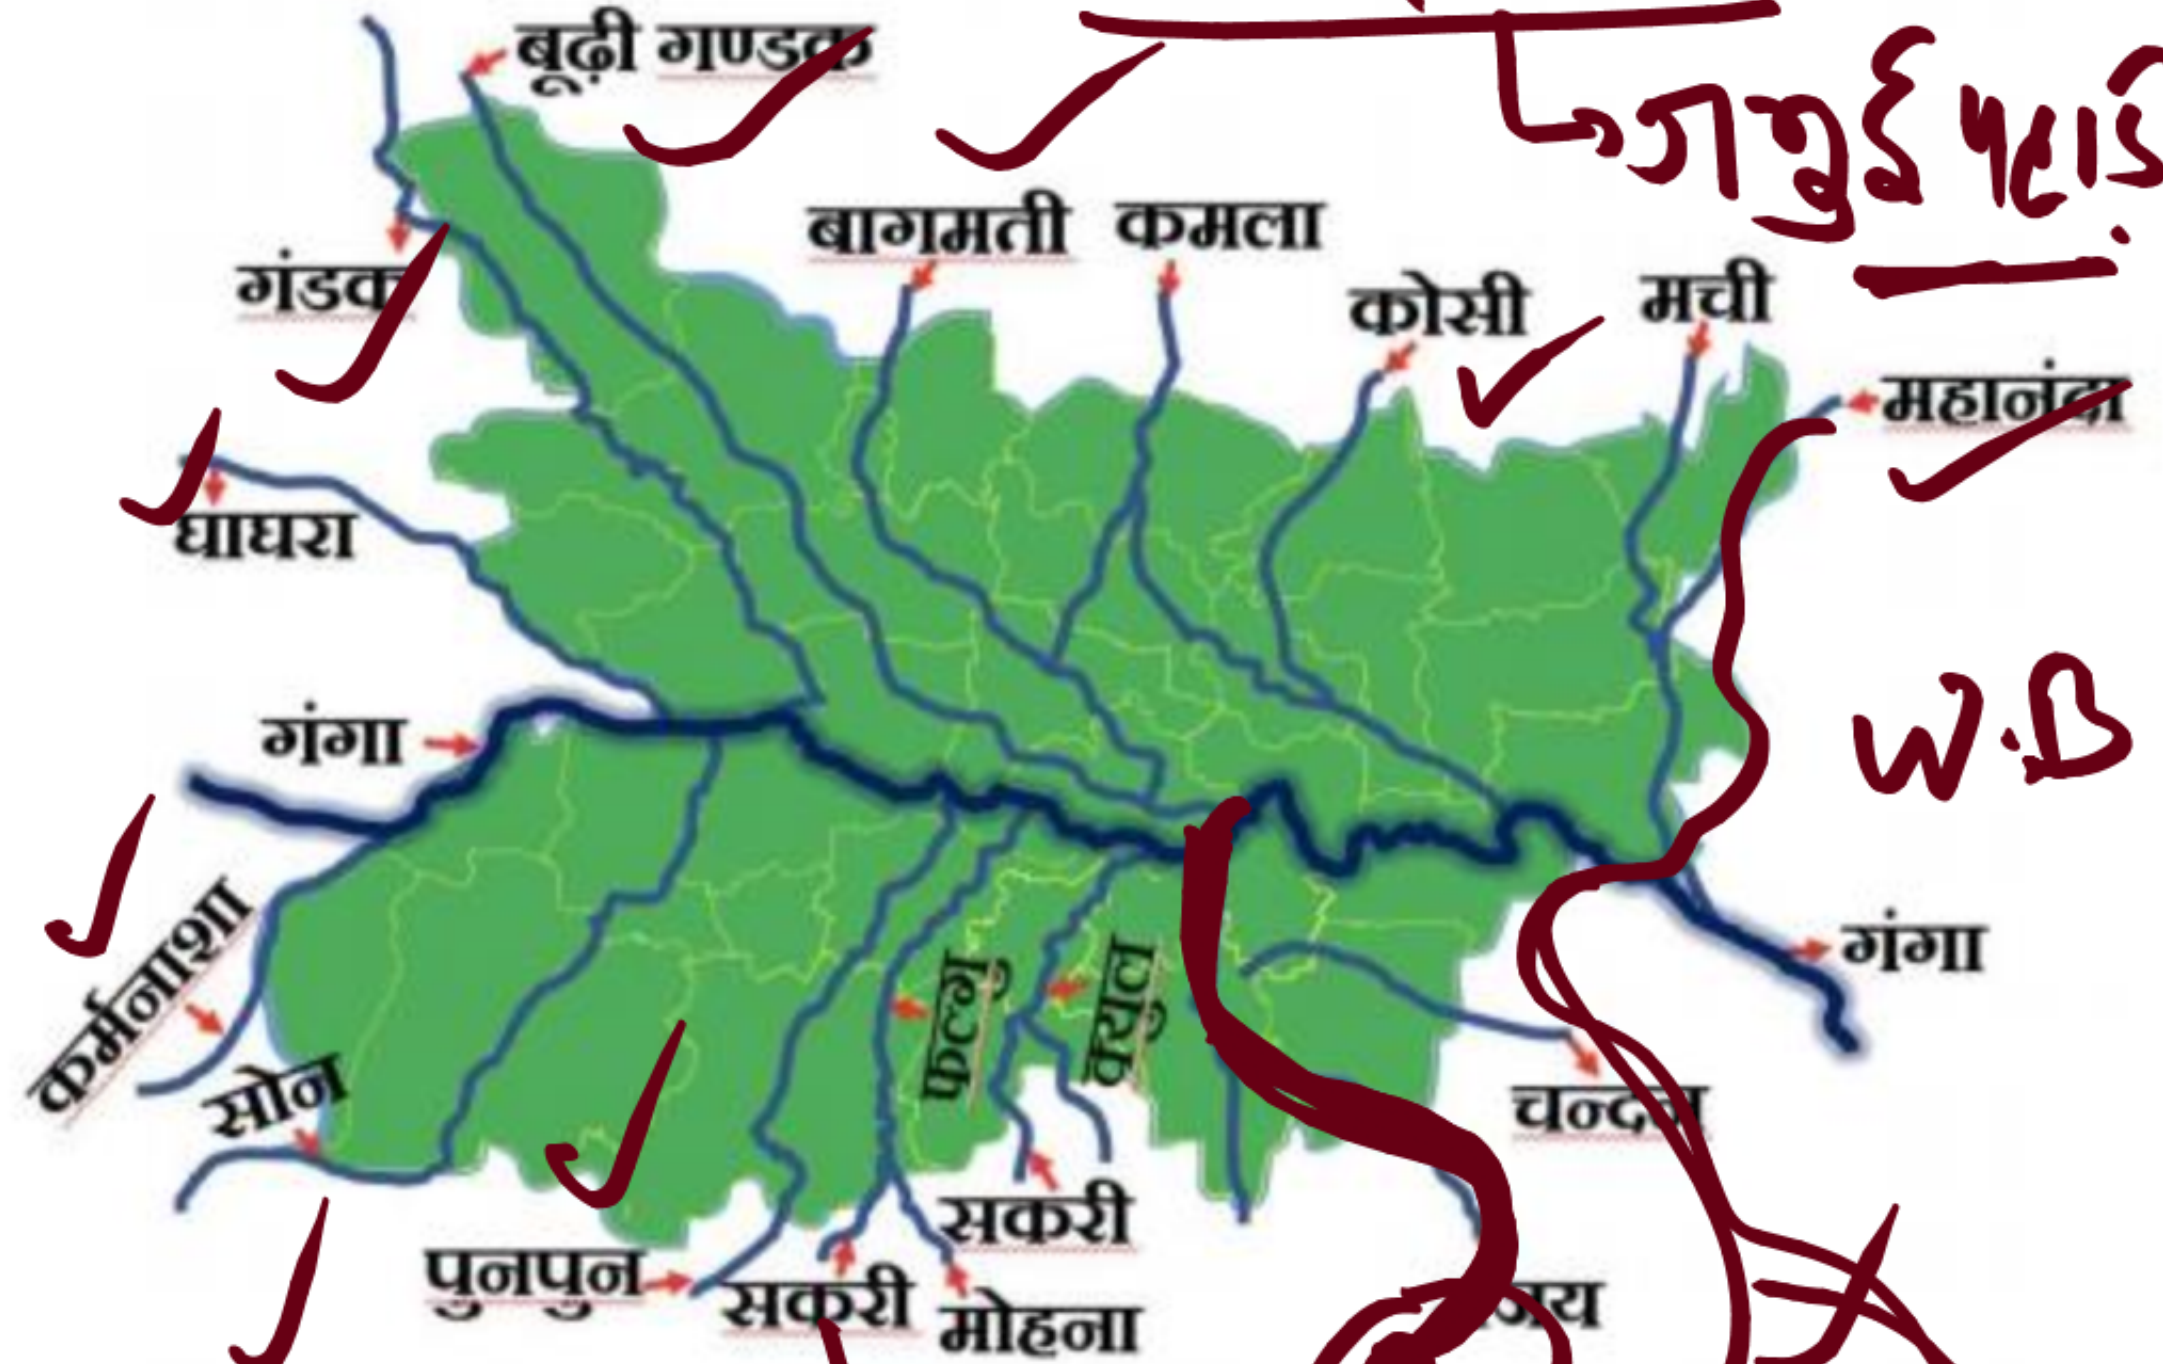 बूढ़ी गण्डक
जमुई पहाड़ि
बागमती
कमला
गंडक
कोसी
मची
महानंदा
घाघरा
W.B
गंगा
कर्मनाशा
फल्गु
क्युल
गंगा
सोन
चन्दन
सकरी
पुनपुन
सकरी
मोहना